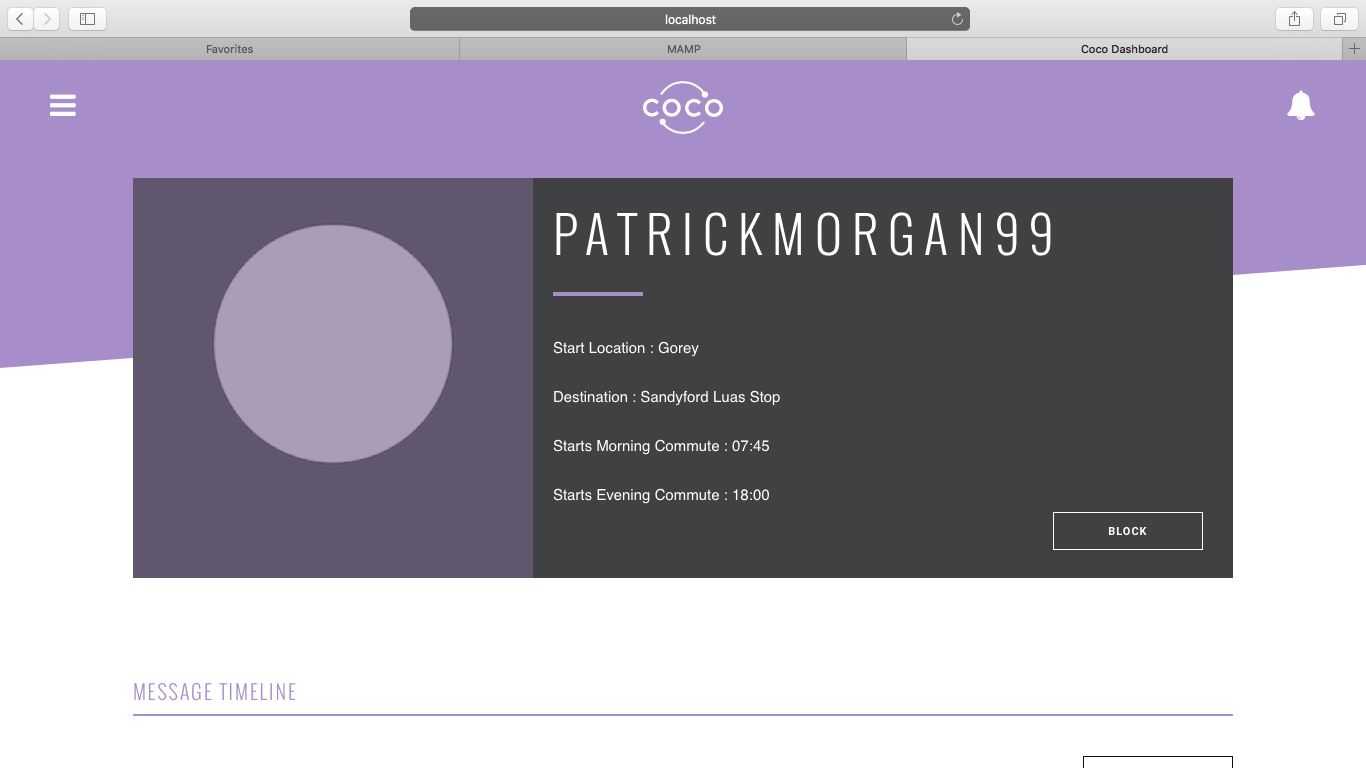 localhost
Favorites
MAMP
Coco Dashboard
COCO
PATRICKMORGAN99
Start Location : Gorey
Destination : Sandyford Luas Stop
Starts Morning Commute : 07:45
Starts Evening Commute : 18:00
BLOCK
MESSAGE TIMELINE